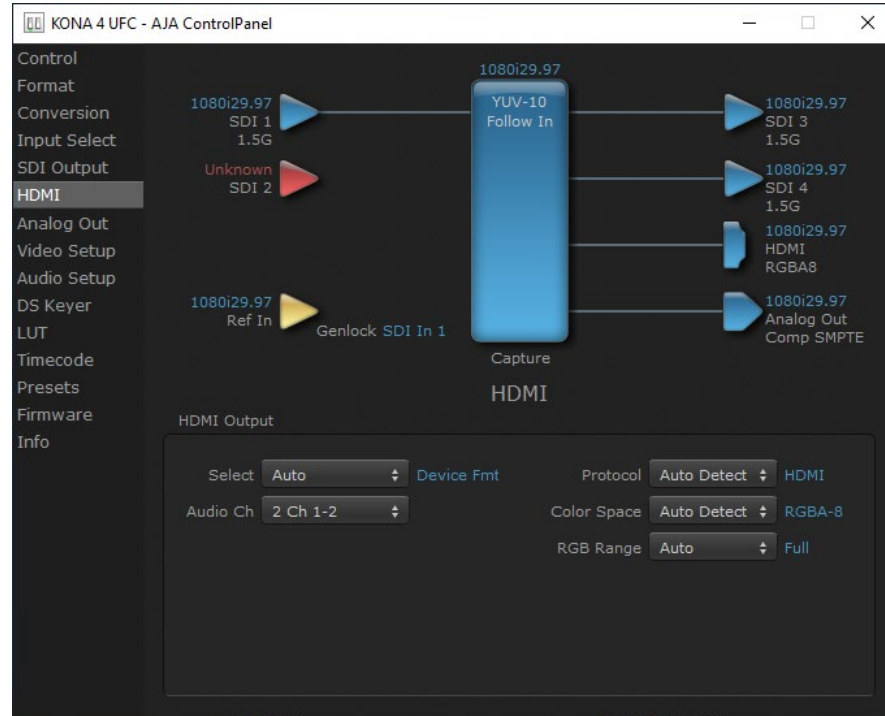 KONA 4 UFC - AJA ControlPanel
Control
Format
Conversion
Input Select
SDI Output
HDMI
Analog Out
Video Setup
Audio Setup
DS Keyer
LUT
Timecode
Presets
Firmware
Info
1080i29.97
YUV-10
Follow In
1080i29.97
SDI 1
1.5G
Unknown
SDI 2
1080i29.97
Ref In
Genlock SDI In 1
Capture
1080i29.97
SDI 3
1.5G
1080i29.97
SDI 4
1.5G
1080i29.97
HDMI
RGBA8
1080i29.97
Analog Out
Comp SMPTE
HDMI
HDMI Output
Select Auto Device Fmt
Audio Ch 2 Ch 1-2
Protocol Auto Detect HDMI
Color Space Auto Detect RGBA-8
RGB Range Auto Full